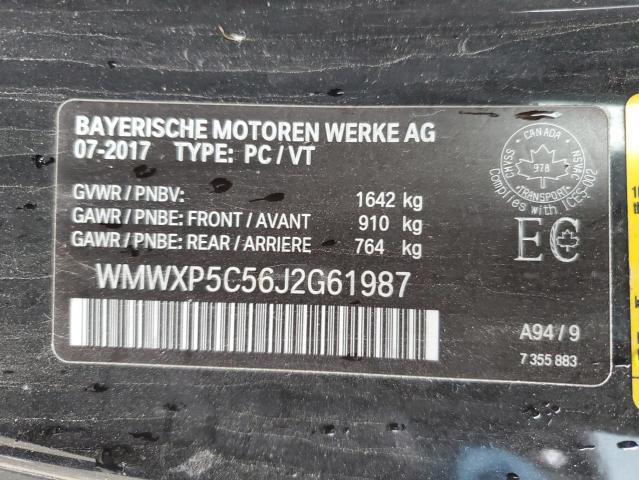 BAYERISCHE MOTOREN WERKE AG
07-2017 TYPE: PC / VT
GVWR / PNBV: 1642 kg
GAWR / PNBE: FRONT / AVANT 910 kg
GAWR / PNBE: REAR / ARRIERE 764 kg
WMWXP5C56J2G61987
CANADA
CMVSS
NSVAC
978
TRANSPORT
Complies with ICES-002
EC
A94 / 9
7 355 883